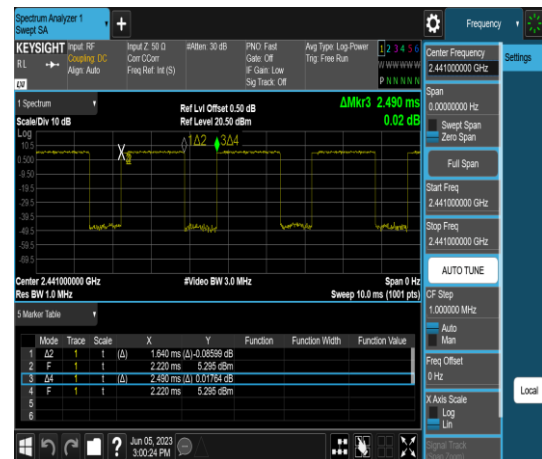 Spectrum Analyzer 1
Swept SA
+
Frequency
KEYSIGHT
Input: RF
Input Z: 50 Ω
#Atten: 30 dB
PNO: Fast
Avg Type: Log-Power
1 2 3 4 5 6
RL
Coupling: DC
Corr CCorr
Gate: Off
Trig: Free Run
Align: Auto
Freq Ref: Int (S)
IF Gain: Low
W W W W W W
Sig Track: Off
P N N N N N
LXI
1 Spectrum
Ref Lvl Offset 0.50 dB
ΔMkr3 2.490 ms
Scale/Div 10 dB
Ref Level 20.50 dBm
0.02 dB
Log
10.5
0.500
-9.50
-19.5
-29.5
-39.5
-49.5
-59.5
-69.5
X
1Δ2
3Δ4
Center 2.441000000 GHz
#Video BW 3.0 MHz
Span 0 Hz
Res BW 1.0 MHz
Sweep 10.0 ms (1001 pts)
5 Marker Table
Mode Trace Scale X Y Function Function Width Function Value
1 Δ2 1 t (Δ) 1.640 ms (Δ) -0.08599 dB
2 F 1 t 2.220 ms 5.295 dBm
3 Δ4 1 t (Δ) 2.490 ms (Δ) 0.01764 dB
4 F 1 t 2.220 ms 5.295 dBm
5
6
Jun 05, 2023
3:00:24 PM
?
Center Frequency
2.441000000 GHz
Settings
Span
0.00000000 Hz
Swept Span
Zero Span
Full Span
Start Freq
2.441000000 GHz
Stop Freq
2.441000000 GHz
AUTO TUNE
CF Step
1.000000 MHz
Auto
Man
Freq Offset
0 Hz
X Axis Scale
Log
Lin
Local
Signal Track
(Span Zoom)